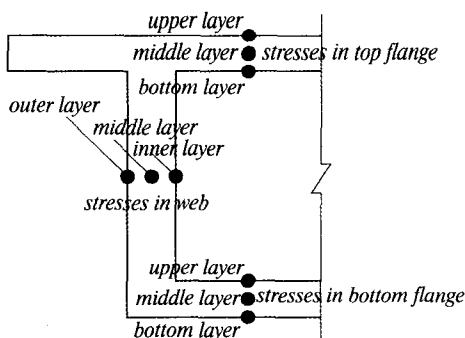 upper layer
middle layer stresses in top flange
bottom layer
outer layer
middle layer
inner layer
stresses in web
upper layer
middle layer stresses in bottom flange
bottom layer